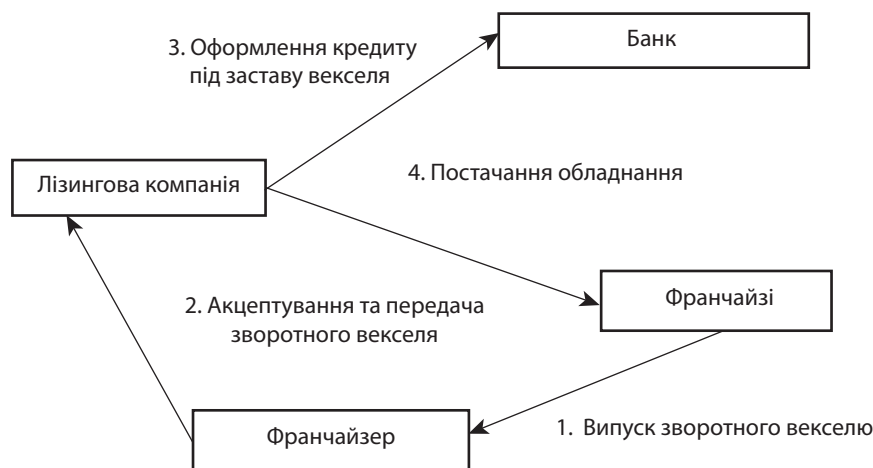 Банк
3. Оформлення кредиту
під заставу векселя
Лізингова компанія
4. Постачання обладнання
Франчайзі
2. Акцептування та передача
зворотного векселя
Франчайзер
1. Випуск зворотного векселю